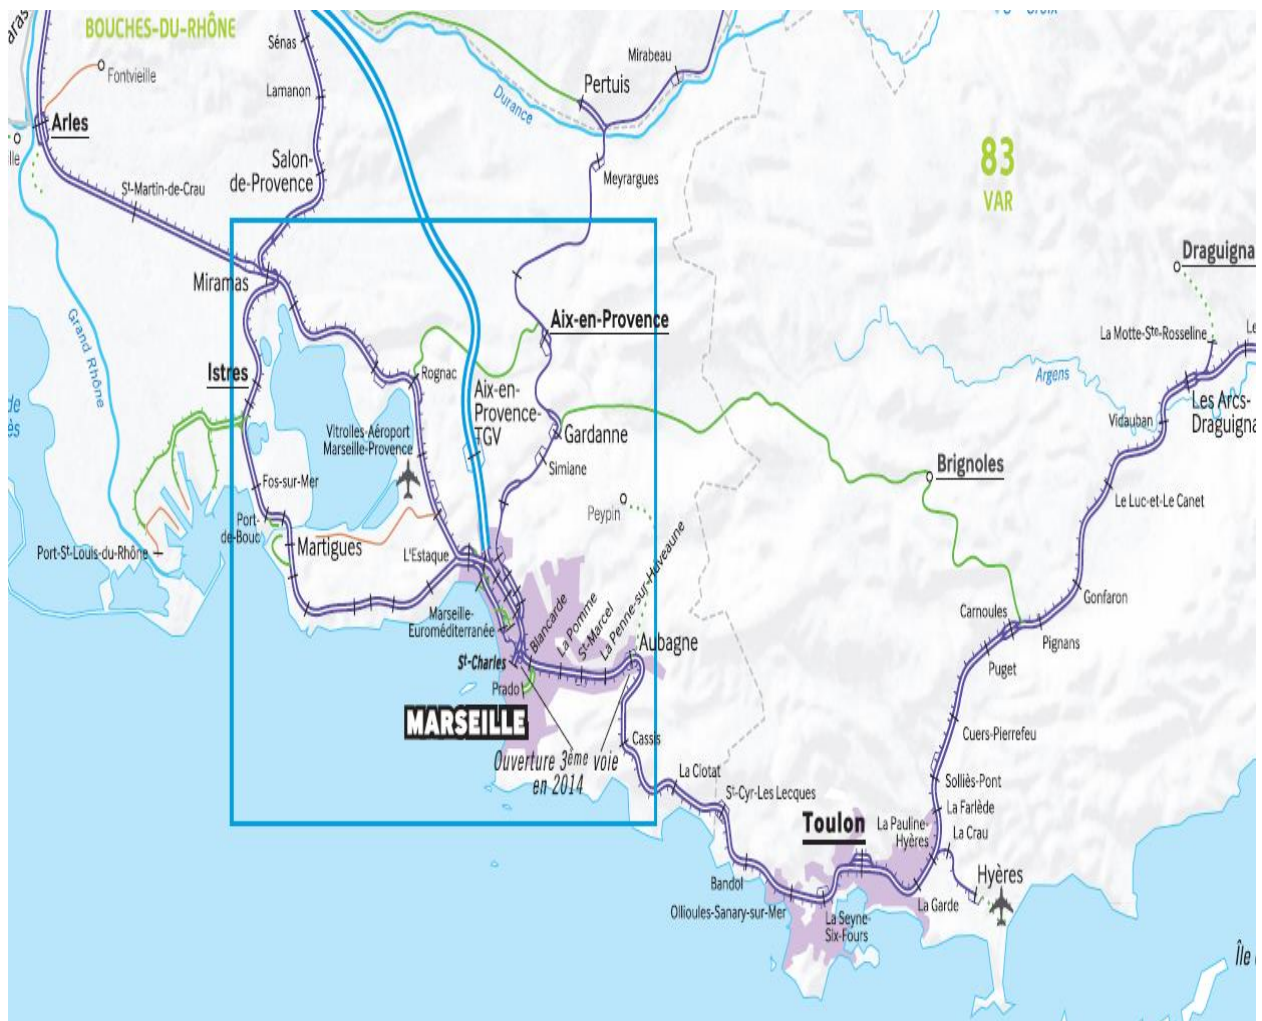 BOUCHES-DU-RHÔNE
Sénas
Mirabeau
Fontvieille
Pertuis
Lamanon
Durance
Arles
83
VAR
Salon-
de-Provence
St-Martin-de-Crau
Meyrargues
Draguigna
Miramas
Grand Rhône
Aix-en-Provence
La Motte-Ste-Rosseline
Le
Istres
Rognac
Argens
Aix-en-
Provence-
TGV
Les Arcs-
Draguigna
Vidauban
Gardanne
Vitrolles-Aéroport
Marseille-Provence
Simiane
Brignoles
Fos-sur-Mer
Le Luc-et-Le Canet
Peypin
Port-
de-Bouc
Port-St-Louis-du-Rhône
Martigues
L'Estaque
Gonfaron
Marseille-
Euroméditerranée
Blancarde
La Pomme
St-Marcel
La Penne-sur-Huveaune
Carnoules
Aubagne
Pignans
St-Charles
Puget
Prado
MARSEILLE
Cassis
Cuers-Pierrefeu
Ouverture 3ème voie
en 2014
La Ciotat
Solliès-Pont
St-Cyr-Les Lecques
La Farlède
Toulon
La Pauline-
Hyères
La Crau
Bandol
Hyères
Ollioules-Sanary-sur-Mer
La Garde
La Seyne-
Six-Fours
Île